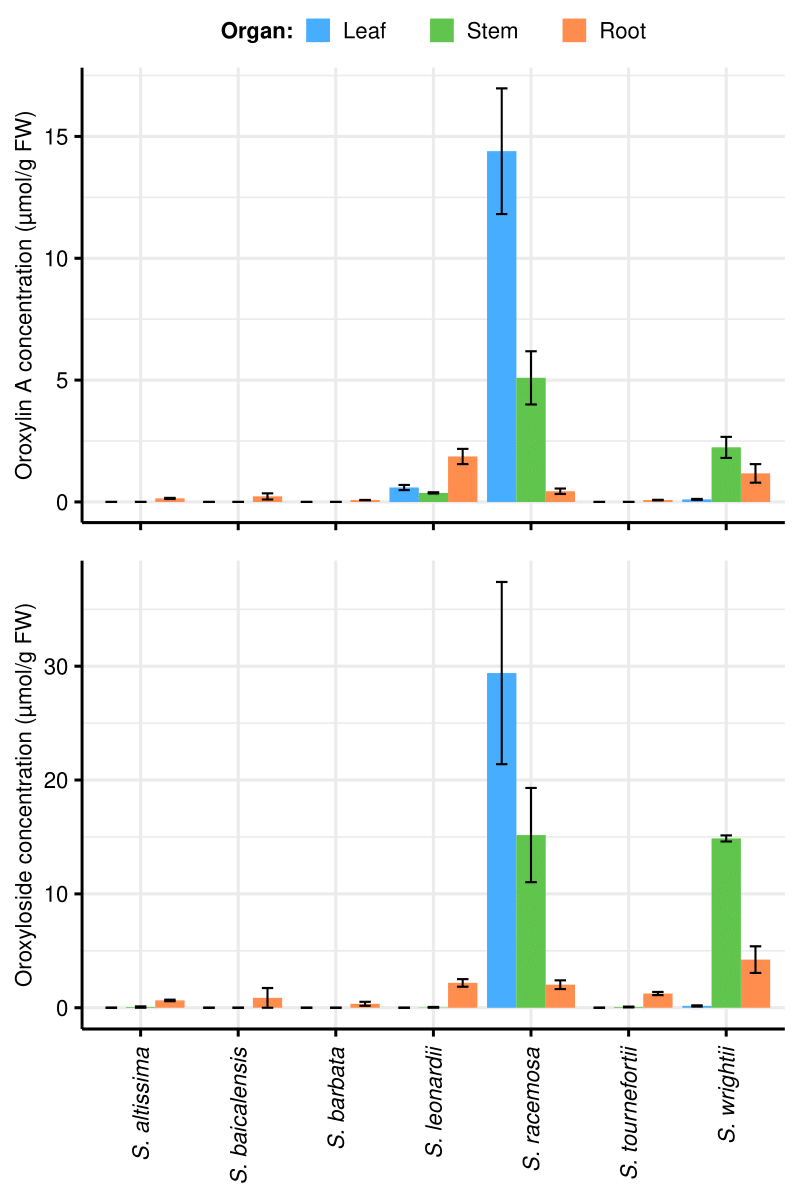 Organ: Leaf Stem Root
Oroxylin A concentration (µmol/g FW)
15
10
5
0
Oroxyloside concentration (µmol/g FW)
30
20
10
0
S. altissima
S. baicalensis
S. barbata
S. leonardii
S. racemosa
S. tournefortii
S. wrightii